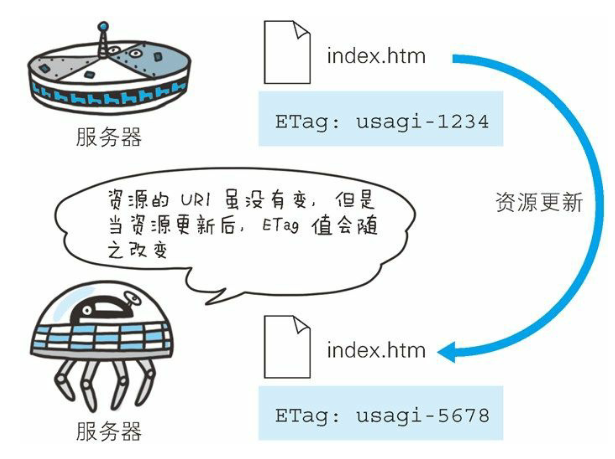 index.htm
ETag: usagi-1234
服务器
资源的 URI 虽没有变，但是
当资源更新后，ETag 值会随
之改变
资源更新
index.htm
ETag: usagi-5678
服务器